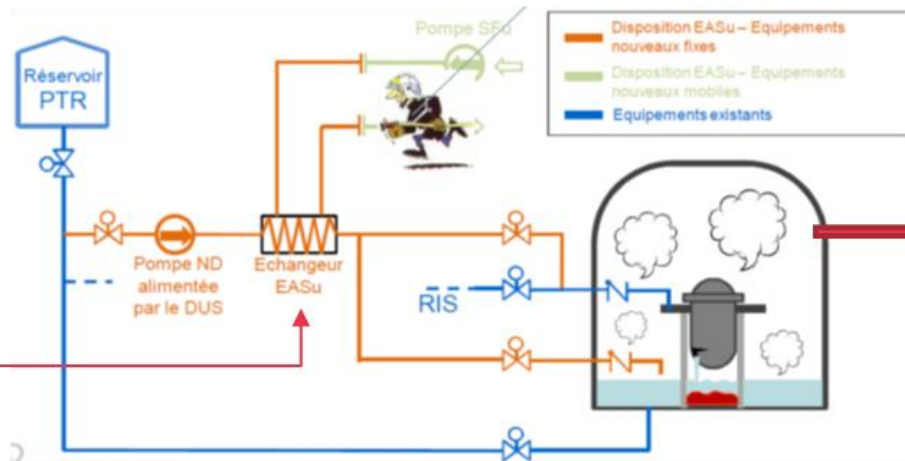 Pompe SFu
Disposition EASu – Equipements
nouveaux fixes
Disposition EASu – Equipements
nouveaux mobiles
Equipements existants
Réservoir
PTR
Pompe ND
alimentée
par le DUS
Echangeur
EASu
RIS